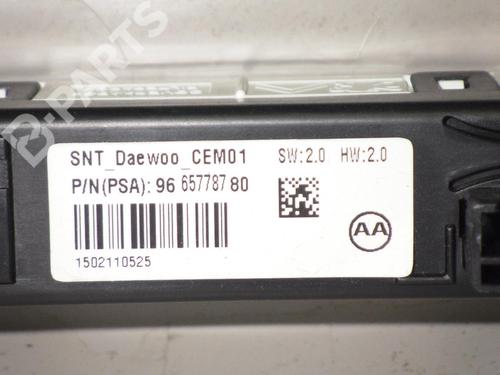 B-PARTS
SNT_Daewoo_CEM01 SW:2.0 HW:2.0
P/N(PSA): 96 657787 80
AA
1502110525